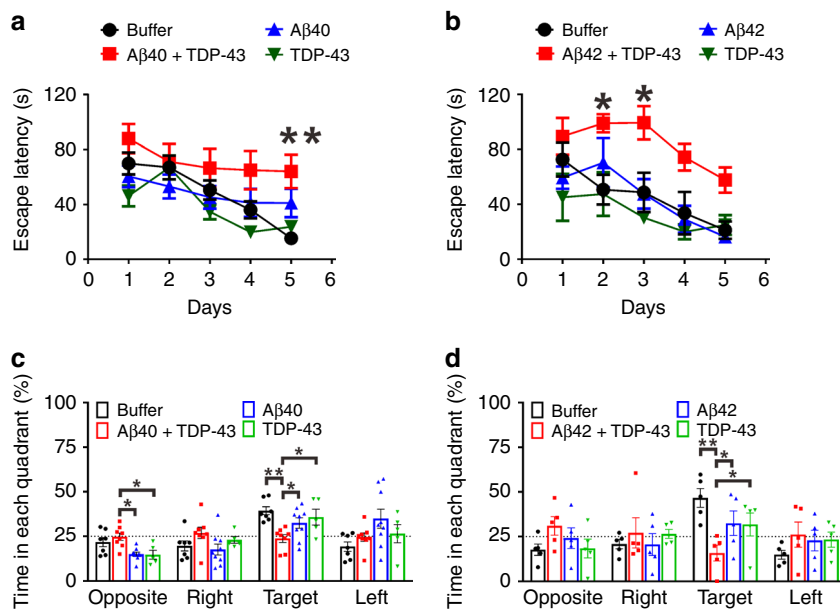 a
Buffer
Aβ40
Aβ40 + TDP-43
TDP-43
Escape latency (s)
120
80
40
0
**
0 1 2 3 4 5 6
Days
b
Buffer
Aβ42
Aβ42 + TDP-43
TDP-43
Escape latency (s)
120
80
40
0
*
*
0 1 2 3 4 5 6
Days
c
Buffer
Aβ40
Aβ40 + TDP-43
TDP-43
Time in each quadrant (%)
100
75
50
25
0
*
*
**
*
*
Opposite Right Target Left
d
Buffer
Aβ42
Aβ42 + TDP-43
TDP-43
Time in each quadrant (%)
100
75
50
25
0
**
*
*
Opposite Right Target Left